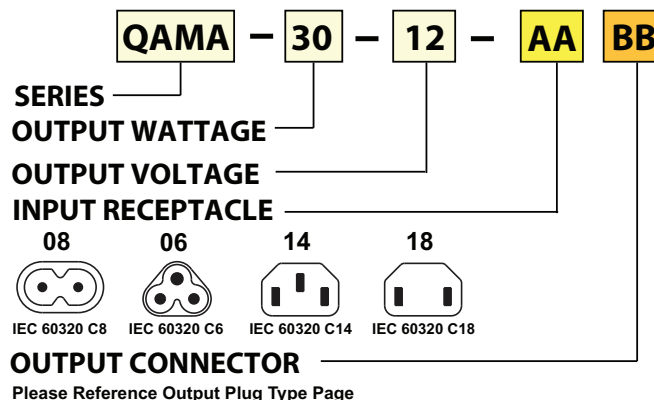 QAMA – 30 – 12 – AA BB
SERIES
OUTPUT WATTAGE
OUTPUT VOLTAGE
INPUT RECEPTACLE
08 06 14 18
IEC 60320 C8 IEC 60320 C6 IEC 60320 C14 IEC 60320 C18
OUTPUT CONNECTOR
Please Reference Output Plug Type Page